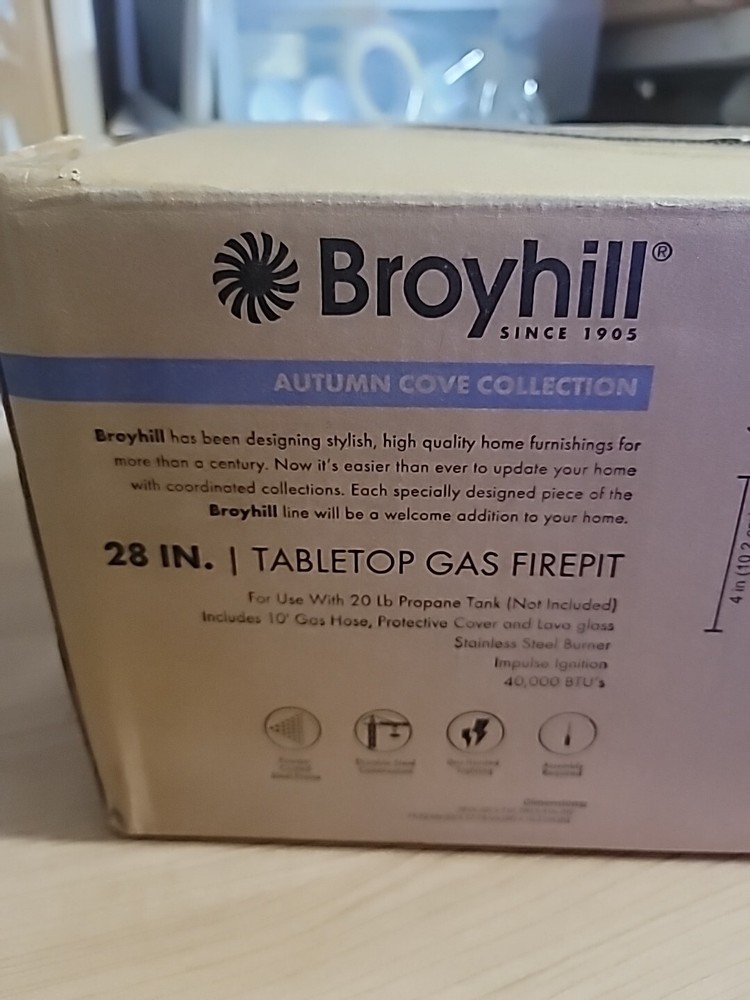 Broyhill®
SINCE 1905
AUTUMN COVE COLLECTION
Broyhill has been designing stylish, high quality home furnishings for
more than a century. Now it's easier than ever to update your home
with coordinated collections. Each specially designed piece of the
Broyhill line will be a welcome addition to your home.
28 IN. | TABLETOP GAS FIREPIT
For Use With 20 Lb Propane Tank (Not Included)
Includes 10' Gas Hose, Protective Cover and Lava glass
Stainless Steel Burner
Impulse Ignition
40,000 BTU's
4 in (10.2